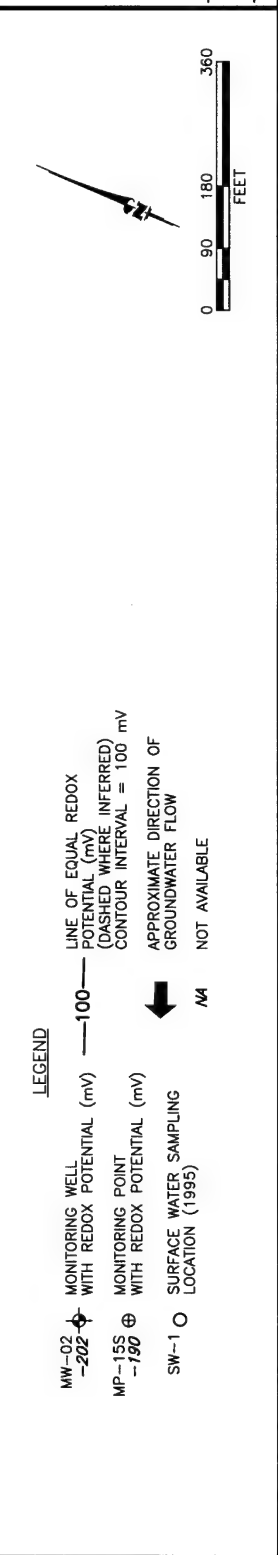 LEGEND
MW-02
-202
MONITORING WELL
WITH REDOX POTENTIAL (mV)
MP-15S
-190
MONITORING POINT
WITH REDOX POTENTIAL (mV)
SW-1
SURFACE WATER SAMPLING
LOCATION (1995)
100
LINE OF EQUAL REDOX
POTENTIAL (mV)
(DASHED WHERE INFERRED)
CONTOUR INTERVAL = 100 mV
APPROXIMATE DIRECTION OF
GROUNDWATER FLOW
NA
NOT AVAILABLE
N
0 90 180 360
FEET